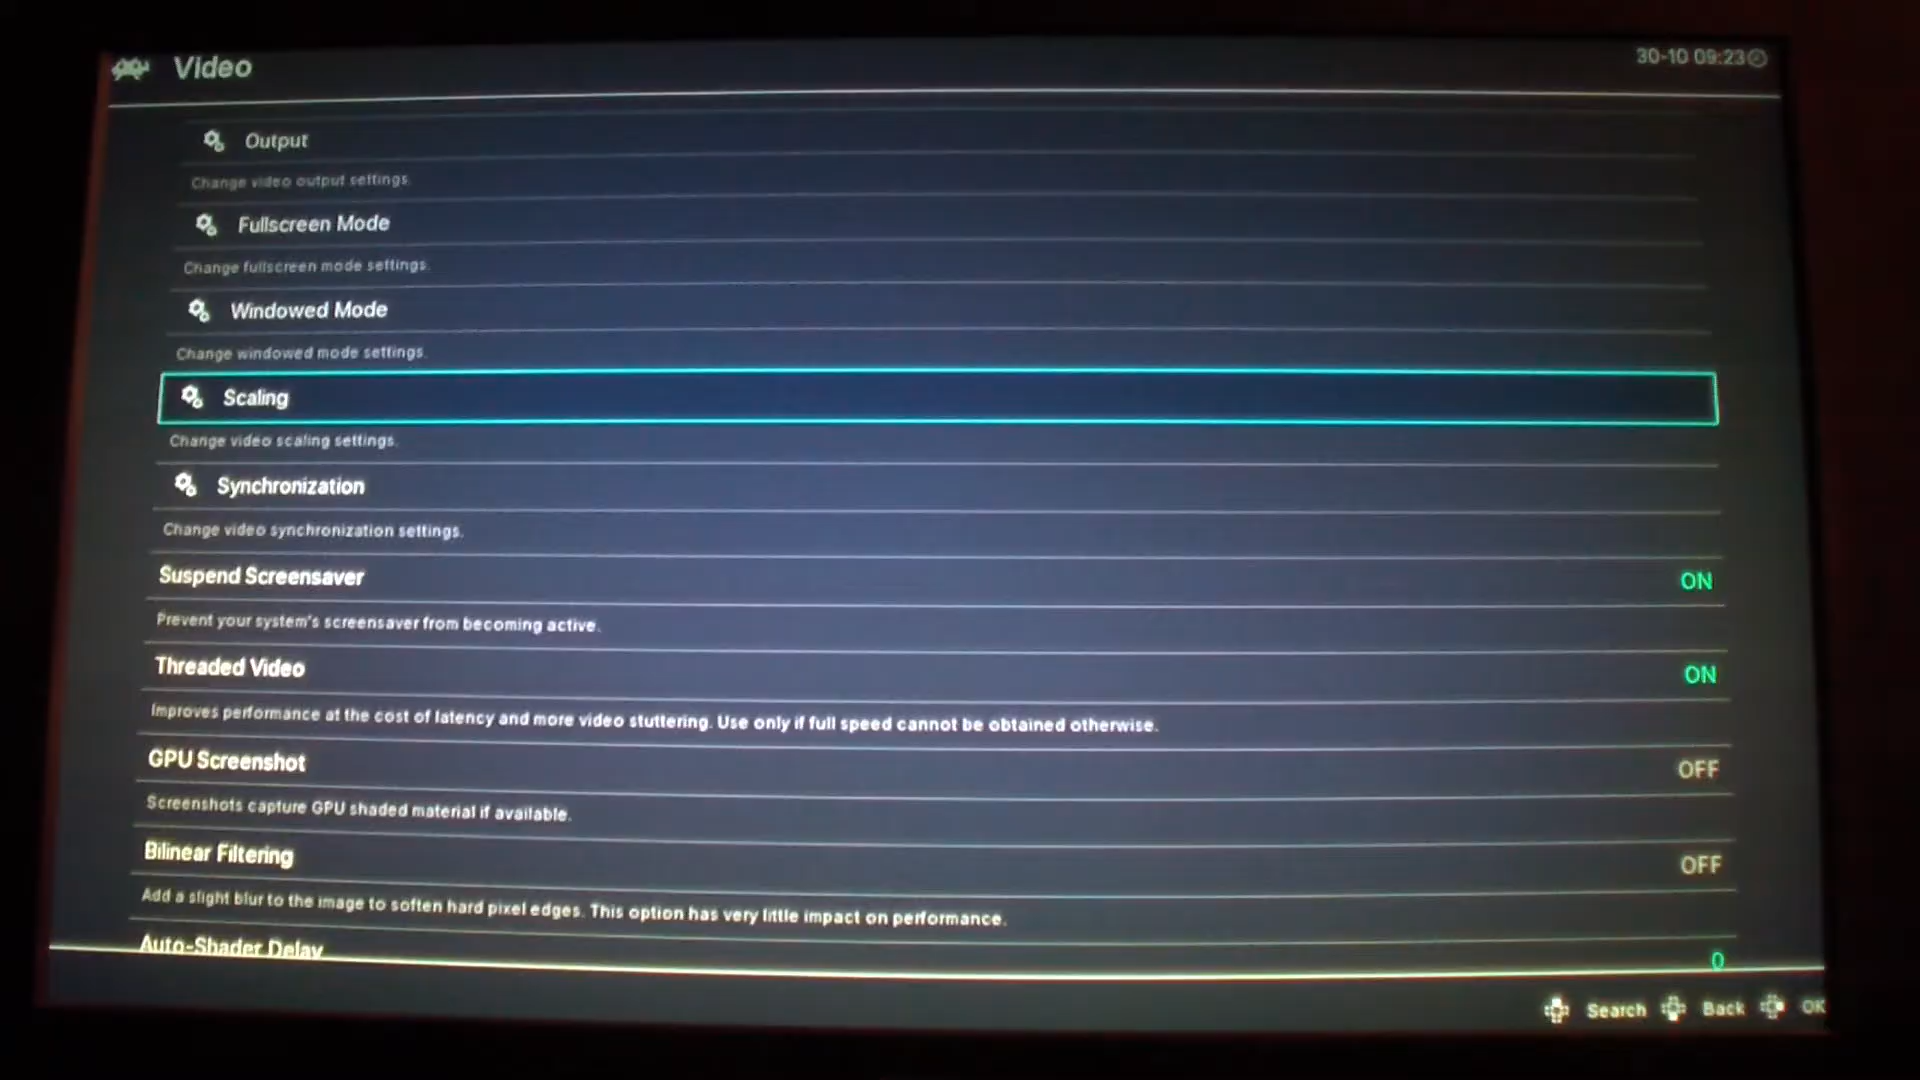 Video
30-10 09:23
Output
Change video output settings.
Fullscreen Mode
Change fullscreen mode settings.
Windowed Mode
Change windowed mode settings.
Scaling
Change video scaling settings.
Synchronization
Change video synchronization settings.
Suspend Screensaver ON
Prevent your system's screensaver from becoming active.
Threaded Video ON
Improves performance at the cost of latency and more video stuttering. Use only if full speed cannot be obtained otherwise.
GPU Screenshot OFF
Screenshots capture GPU shaded material if available.
Bilinear Filtering OFF
Add a slight blur to the image to soften hard pixel edges. This option has very little impact on performance.
Auto-Shader Delay 0
Search Back OK